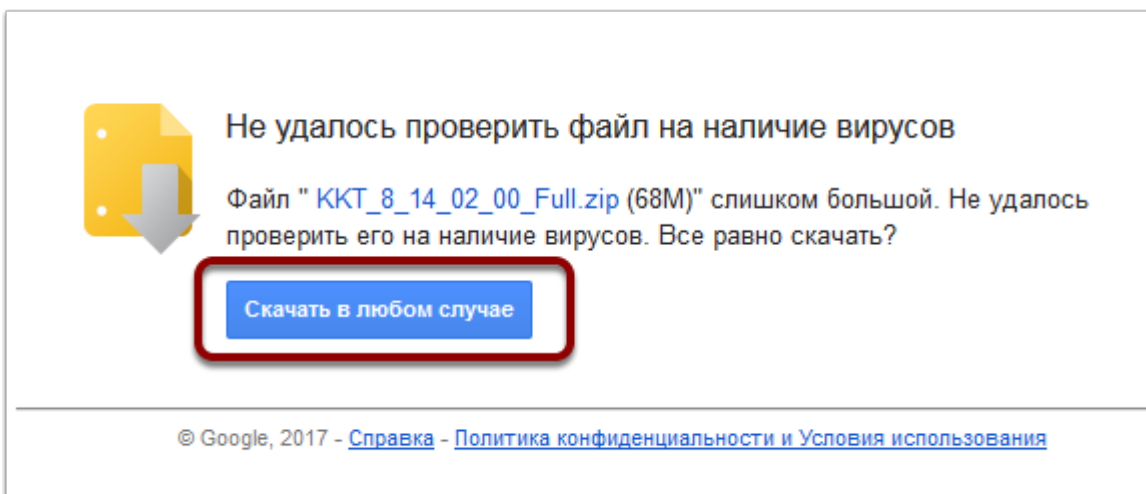 Не удалось проверить файл на наличие вирусов
Файл " KKT_8_14_02_00_Full.zip (68M)" слишком большой. Не удалось
проверить его на наличие вирусов. Все равно скачать?
Скачать в любом случае
© Google, 2017 - Справка - Политика конфиденциальности и Условия использования